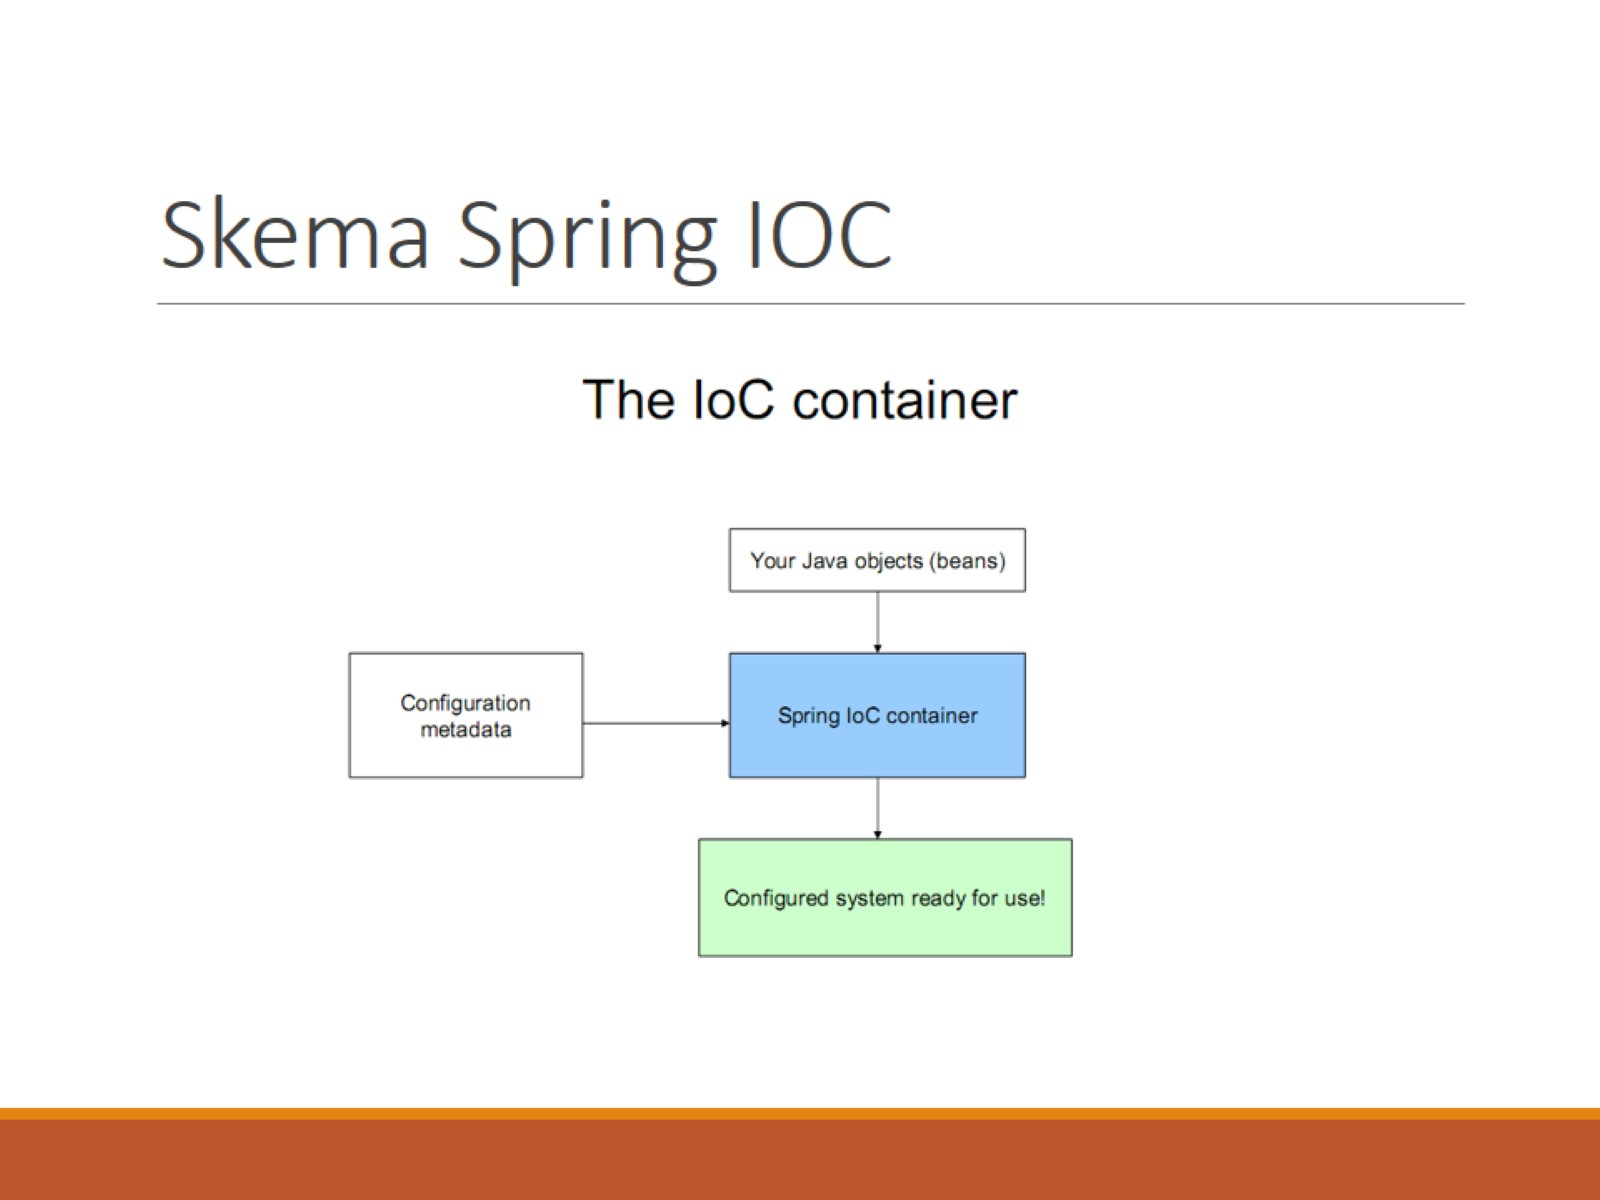 Skema Spring IOC
The IoC container
Your Java objects (beans)
Configuration
metadata
Spring IoC container
Configured system ready for use!